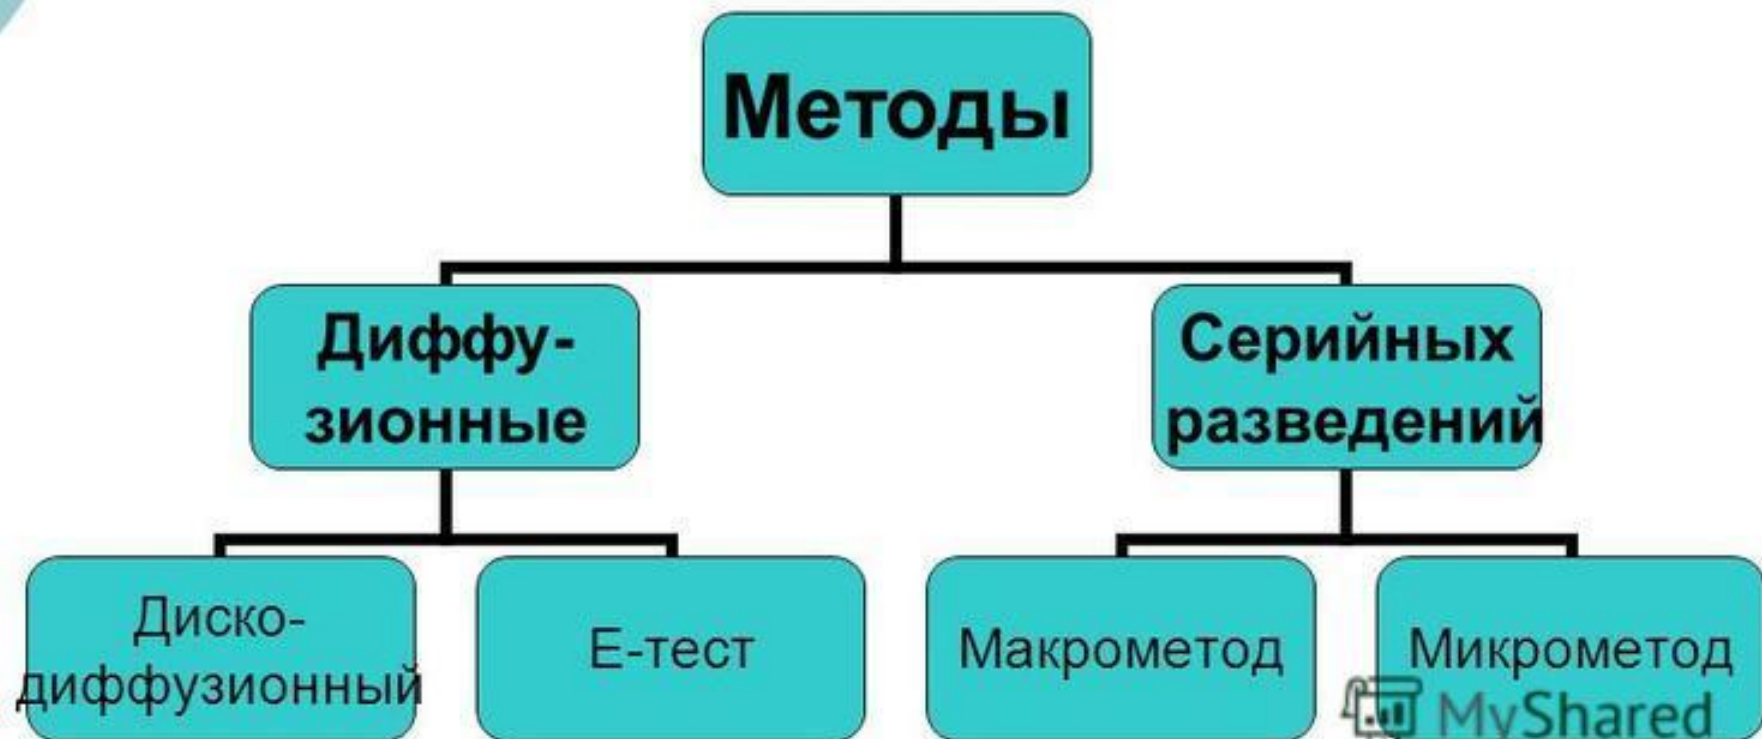 Методы
Диффу-
зионные
Серийных
разведений
Диско-
диффузионный
Е-тест
Макрометод
Микрометод
MyShared